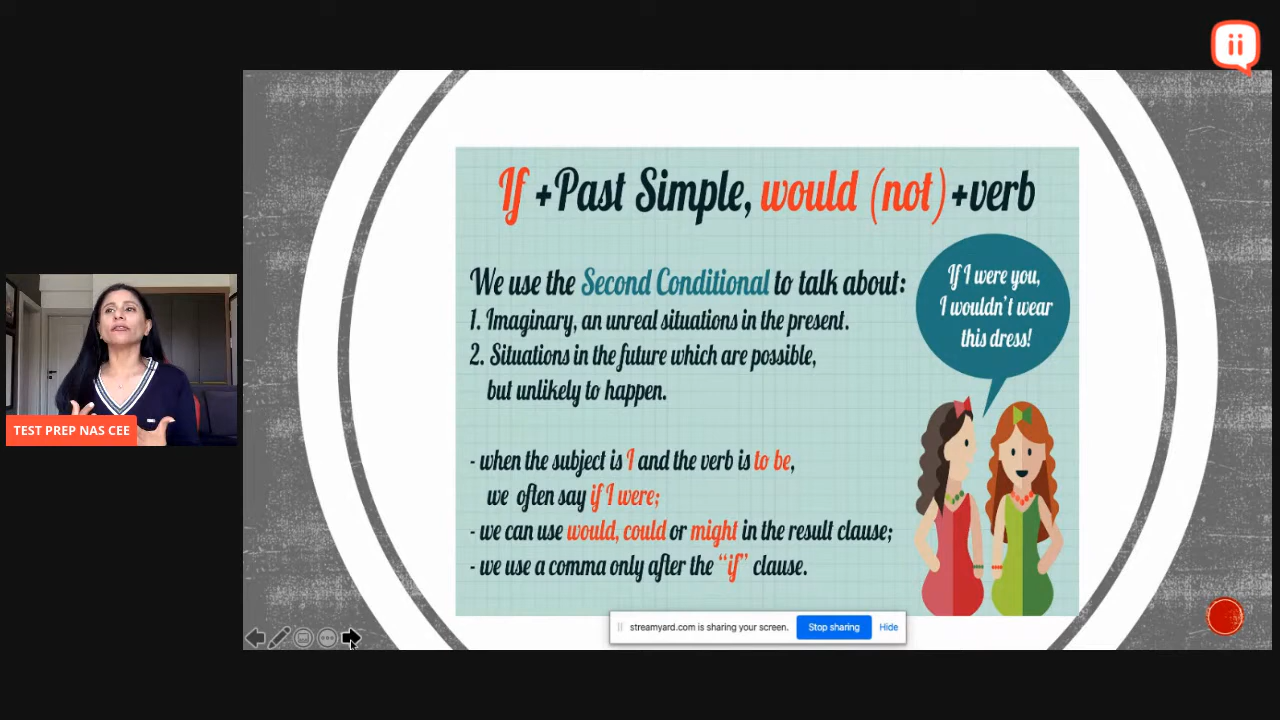 If +Past Simple, would (not) +verb
We use the Second Conditional to talk about:
1. Imaginary, an unreal situations in the present.
2. Situations in the future which are possible,
but unlikely to happen.
- when the subject is I and the verb is to be,
we often say if I were;
- we can use would, could or might in the result clause;
- we use a comma only after the “if” clause.
If I were you,
I wouldn't wear
this dress!
TEST PREP NAS CEE
streamyard.com is sharing your screen.
Stop sharing
Hide